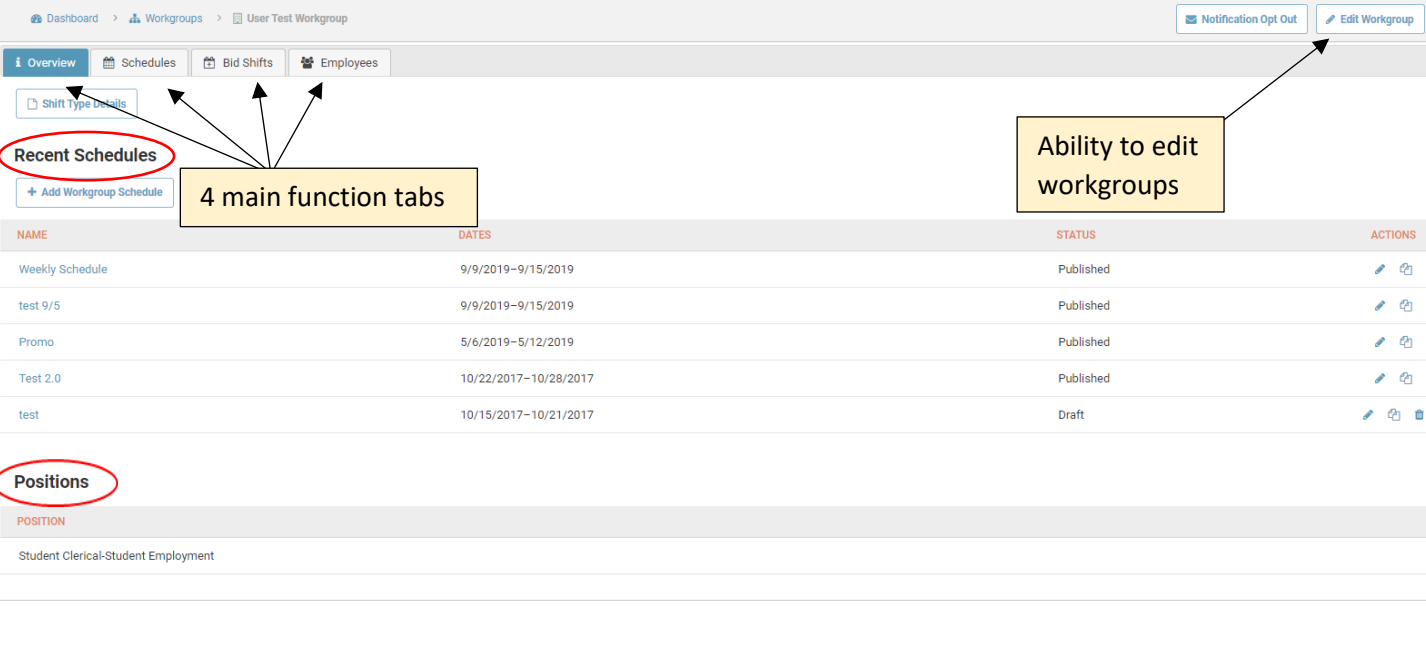 Dashboard > Workgroups > User Test Workgroup
Notification Opt Out
Edit Workgroup
Overview
Schedules
Bid Shifts
Employees
Shift Type Details
Recent Schedules
+ Add Workgroup Schedule
4 main function tabs
Ability to edit
workgroups
NAME DATES STATUS ACTIONS
Weekly Schedule 9/9/2019–9/15/2019 Published
test 9/5 9/9/2019–9/15/2019 Published
Promo 5/6/2019–5/12/2019 Published
Test 2.0 10/22/2017–10/28/2017 Published
test 10/15/2017–10/21/2017 Draft
Positions
POSITION
Student Clerical-Student Employment